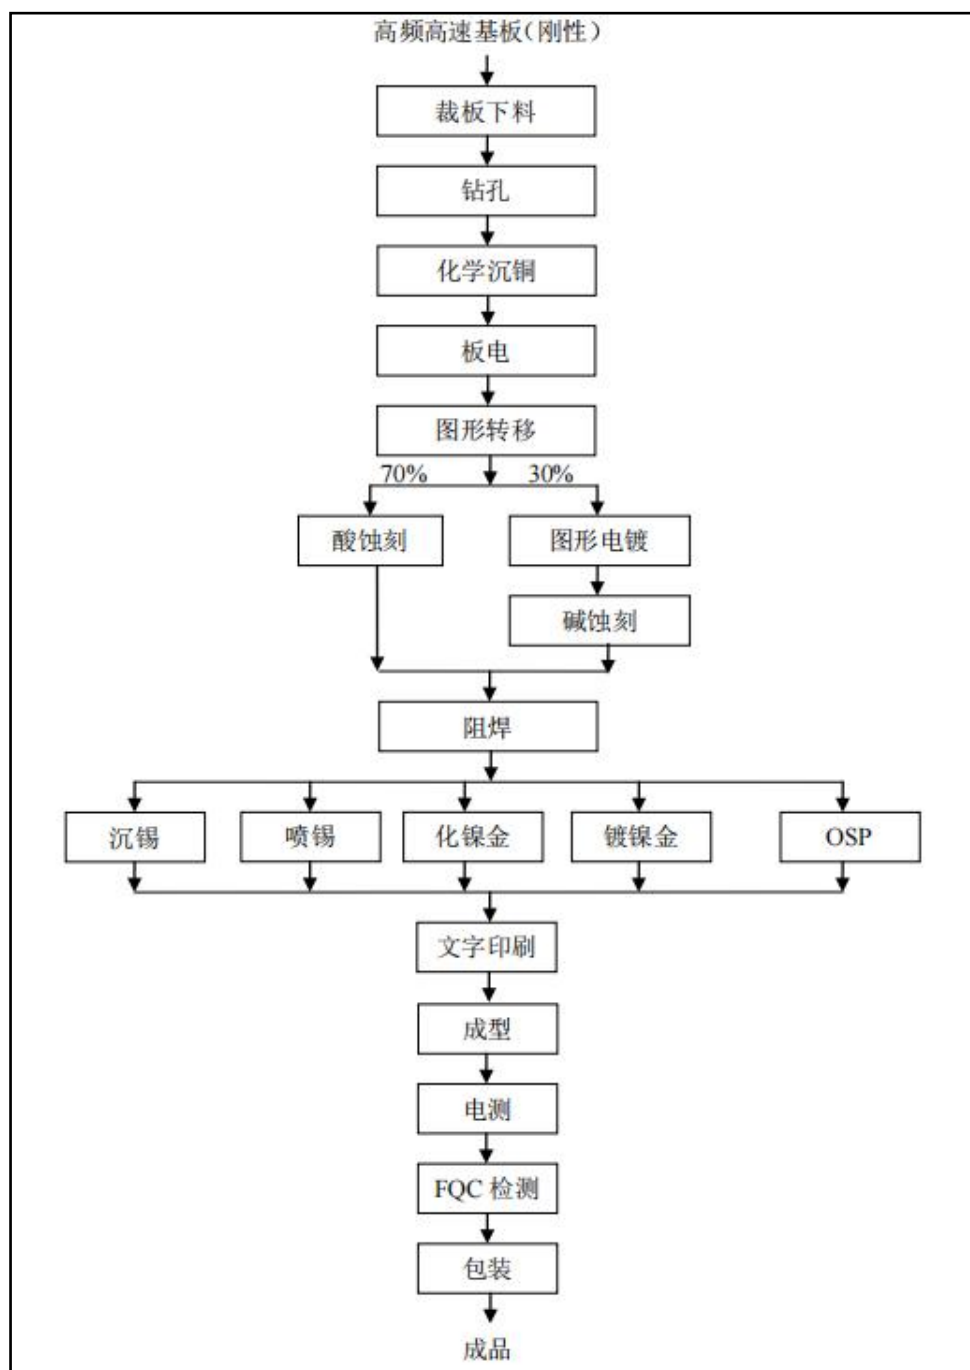 高频高速基板（刚性）
裁板下料
钻孔
化学沉铜
板电
图形转移
70% 30%
酸蚀刻 图形电镀
碱蚀刻
阻焊
沉锡 喷锡 化镍金 镀镍金 OSP
文字印刷
成型
电测
FQC 检测
包装
成品